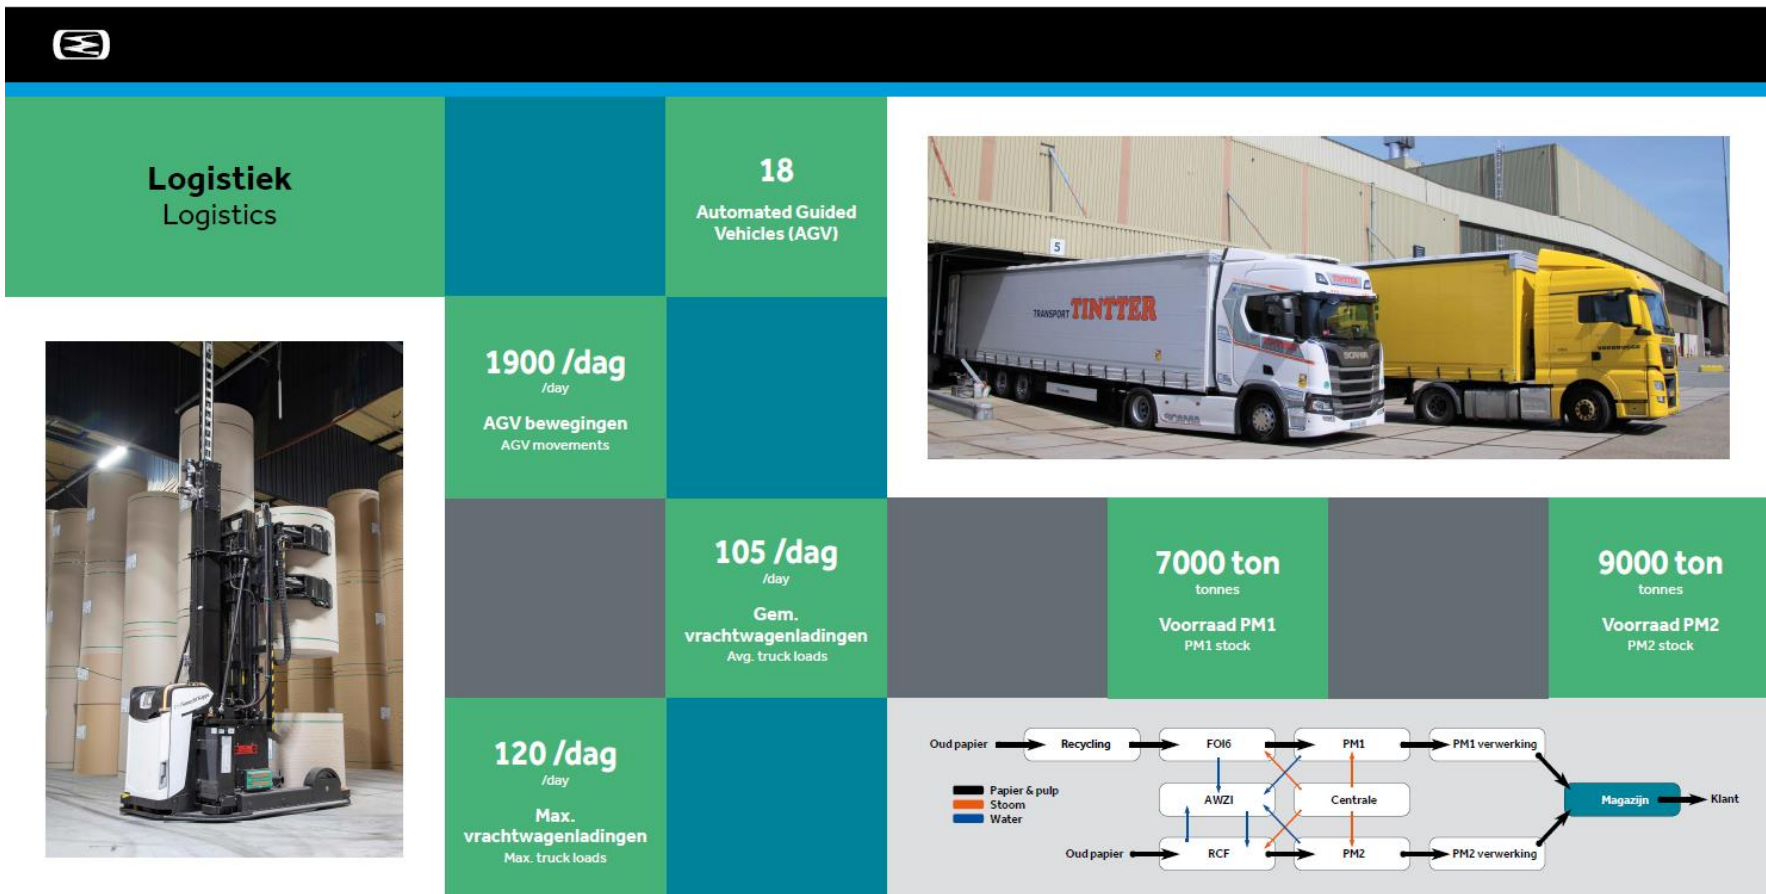 Logistiek
Logistics
18
Automated Guided
Vehicles (AGV)
5
TRANSPORT TINTTER
TINTTER
SCANIA
SCANIA
1900 /dag
/day
AGV bewegingen
AGV movements
105 /dag
/day
Gem.
vrachtwagenladingen
Avg. truck loads
7000 ton
tonnes
Voorraad PM1
PM1 stock
9000 ton
tonnes
Voorraad PM2
PM2 stock
120 /dag
/day
Max.
vrachtwagenladingen
Max. truck loads
Oud papier
Recycling
FOI6
PM1
PM1 verwerking
Papier & pulp
Stoom
Water
AWZI
Centrale
Magazijn
Klant
Oud papier
RCF
PM2
PM2 verwerking